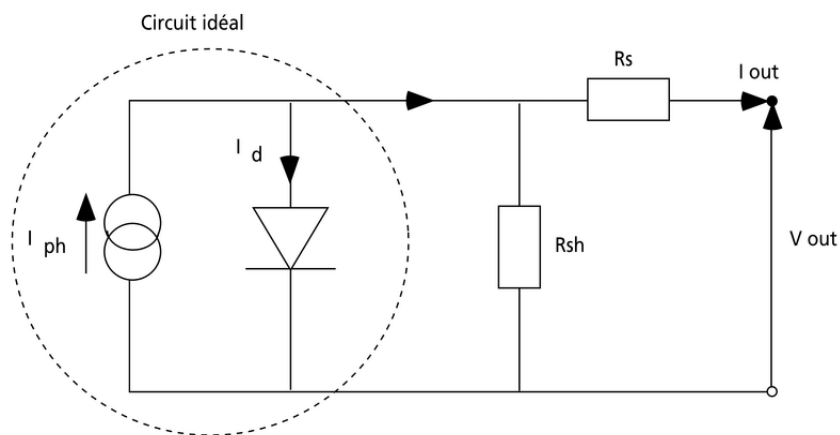 Circuit idéal
Rs
I out
I d
I ph
Rsh
V out